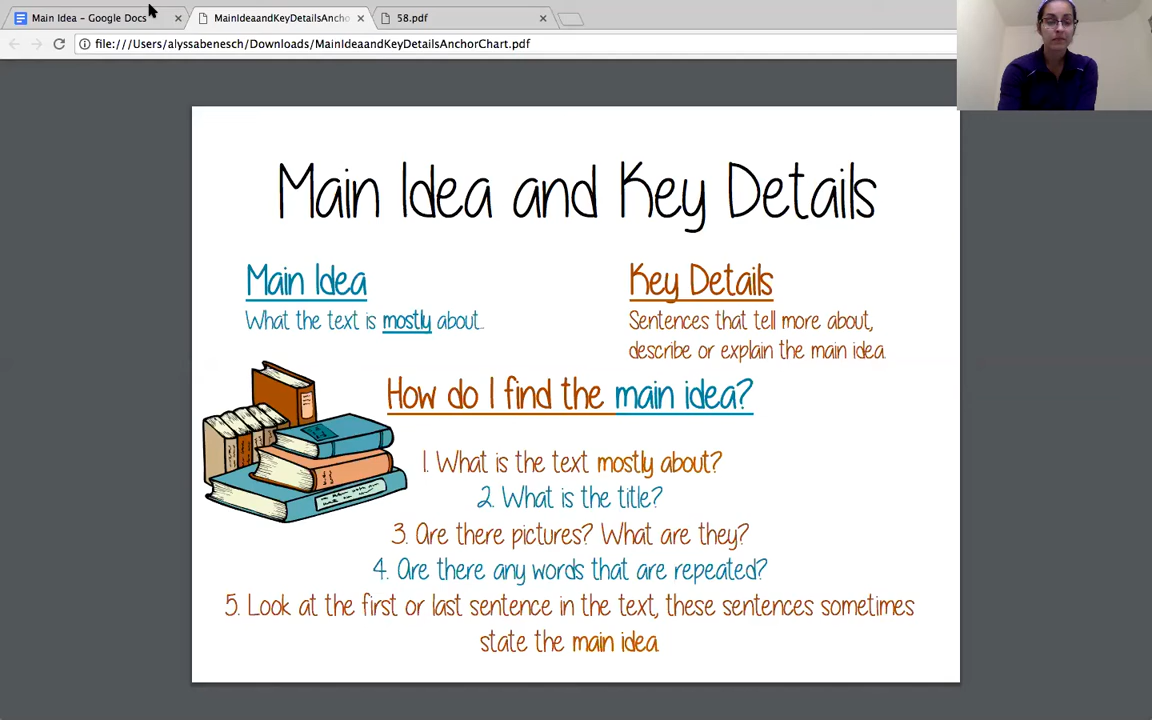 Main Idea - Google Docs
MainIdeaandKeyDetailsAncho
58.pdf
file:///Users/alyssabenesch/Downloads/MainIdeaandKeyDetailsAnchorChart.pdf
Main Idea and Key Details
Main Idea
What the text is mostly about...
Key Details
Sentences that tell more about,
describe or explain the main idea.
How do I find the main idea?
1. What is the text mostly about?
2. What is the title?
3. Are there pictures? What are they?
4. Are there any words that are repeated?
5. Look at the first or last sentence in the text, these sentences sometimes
state the main idea.